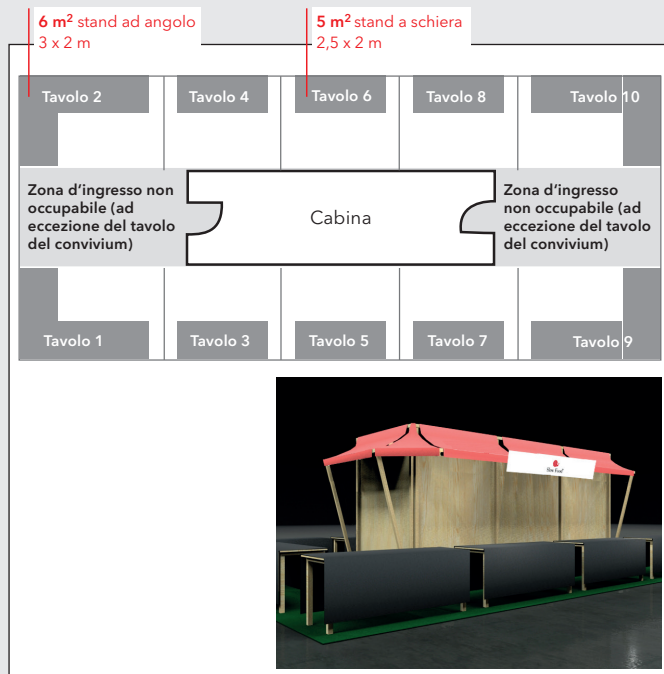 6 m² stand ad angolo
3 x 2 m
5 m² stand a schiera
2,5 x 2 m
Tavolo 2
Tavolo 4
Tavolo 6
Tavolo 8
Tavolo 10
Zona d'ingresso non
occupabile (ad
eccezione del tavolo
del convivium)
Cabina
Zona d'ingresso
non occupabile (ad
eccezione del tavolo
del convivium)
Tavolo 1
Tavolo 3
Tavolo 5
Tavolo 7
Tavolo 9
Slow Food